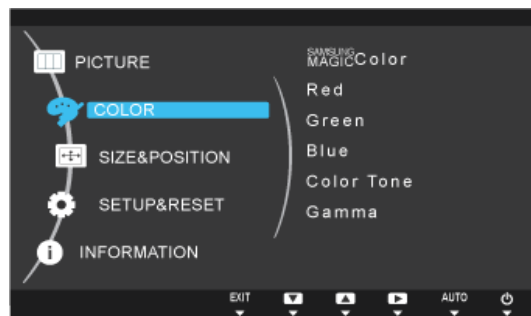 PICTURE
COLOR
SIZE&POSITION
SETUP&RESET
INFORMATION
SAMSUNG
MAGIC Color
Red
Green
Blue
Color Tone
Gamma
EXIT
AUTO